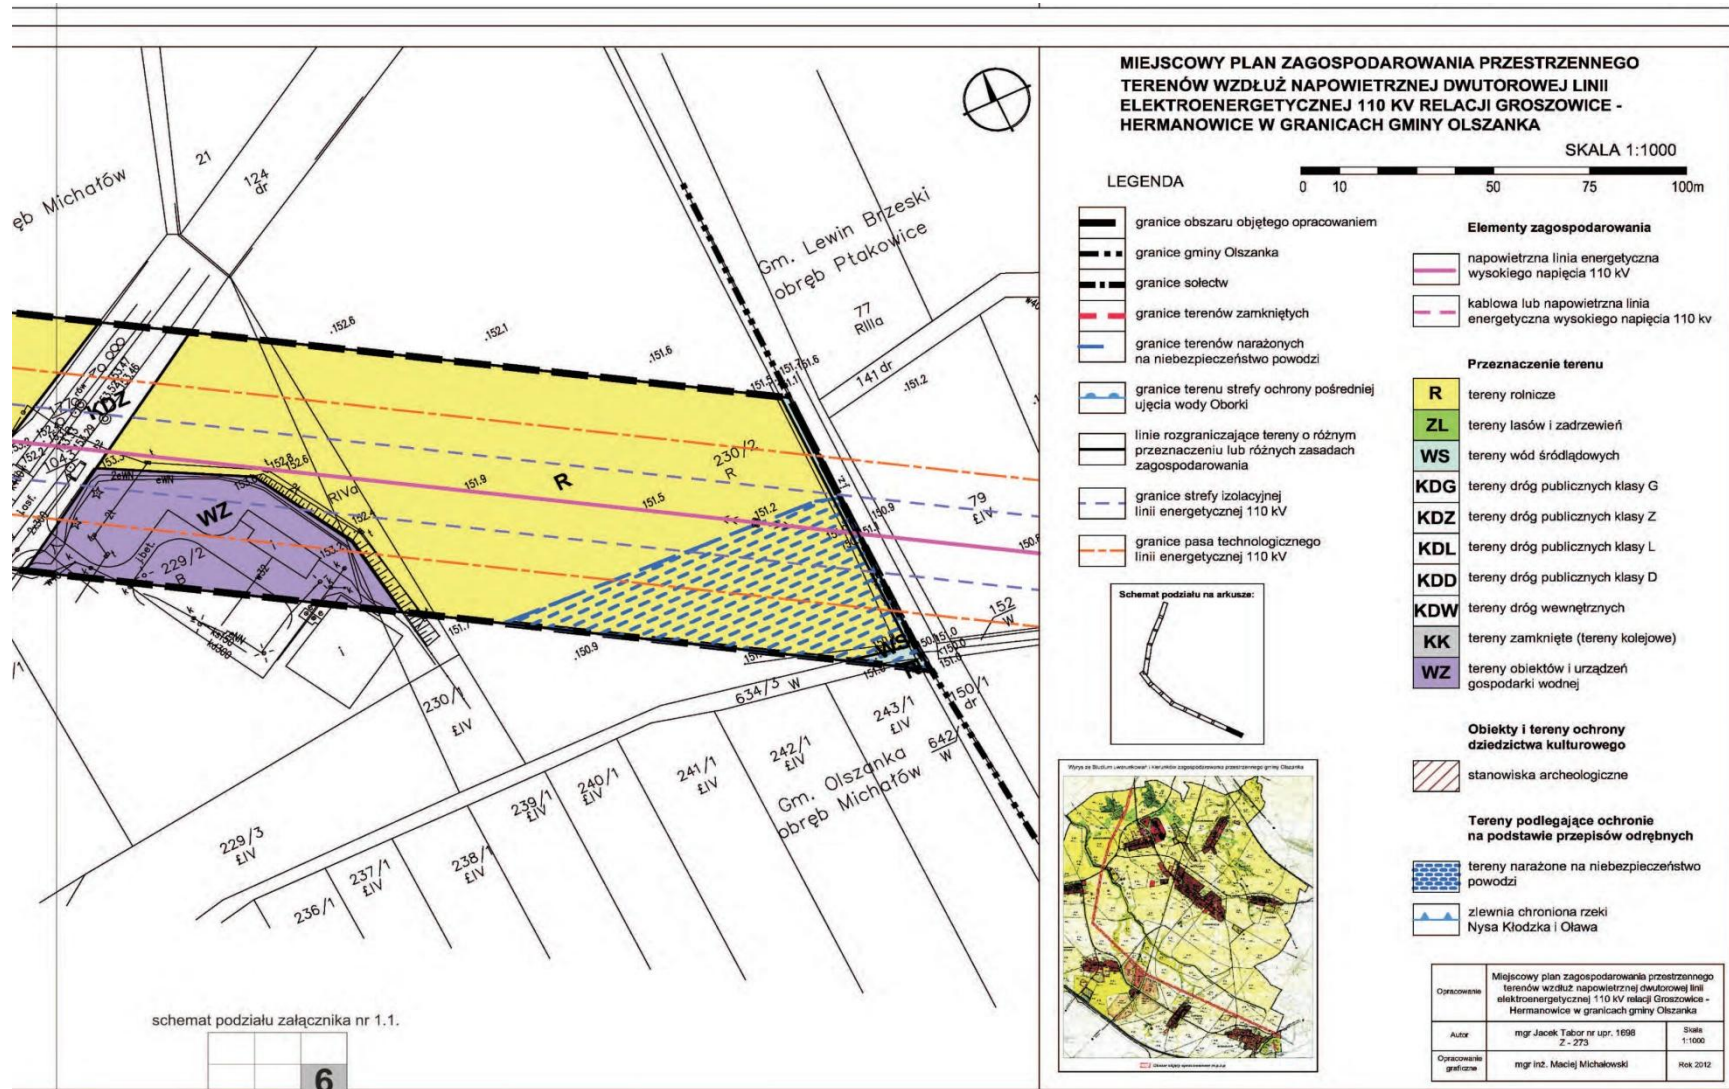 MIEJSCOWY PLAN ZAGOSPODAROWANIA PRZESTRZENNEGO
TERENÓW WZDŁUŻ NAPOWIETRZNEJ DWUTOROWEJ LINII
ELEKTROENERGETYCZNEJ 110 KV RELACJI GROSZOWICE -
HERMANOWICE W GRANICACH GMINY OLSZANKA
SKALA 1:1000
0 10 50 75 100m
LEGENDA
granice obszaru objętego opracowaniem
granice gminy Olszanka
granice sołectw
granice terenów zamkniętych
granice terenów narażonych
na niebezpieczeństwo powodzi
granice terenu strefy ochrony pośredniej
ujęcia wody Oborki
linie rozgraniczające tereny o różnym
przeznaczeniu lub różnych zasadach
zagospodarowania
granice strefy izolacyjnej
linii energetycznej 110 kV
granice pasa technologicznego
linii energetycznej 110 kV
Schemat podziału na arkusze:
Wyrys ze Studium uwarunkowań i kierunków zagospodarowania przestrzennego gminy Olszanka
Elementy zagospodarowania
napowietrzna linia energetyczna
wysokiego napięcia 110 kV
kablowa lub napowietrzna linia
energetyczna wysokiego napięcia 110 kv
Przeznaczenie terenu
R tereny rolnicze
ZL tereny lasów i zadrzewień
WS tereny wód śródlądowych
KDG tereny dróg publicznych klasy G
KDZ tereny dróg publicznych klasy Z
KDL tereny dróg publicznych klasy L
KDD tereny dróg publicznych klasy D
KDW tereny dróg wewnętrznych
KK tereny zamknięte (tereny kolejowe)
WZ tereny obiektów i urządzeń
gospodarki wodnej
Obiekty i tereny ochrony
dziedzictwa kulturowego
stanowiska archeologiczne
Tereny podlegające ochronie
na podstawie przepisów odrębnych
tereny narażone na niebezpieczeństwo
powodzi
zlewnia chroniona rzeki
Nysa Kłodzka i Oława
Opracowanie
Miejscowy plan zagospodarowania przestrzennego
terenów wzdłuż napowietrznej dwutorowej linii
elektroenergetycznej 110 kV relacji Groszowice -
Hermanowice w granicach gminy Olszanka
Autor
mgr Jacek Tabor nr upr. 1698
Z - 273
Skala
1:1000
Opracowanie
graficzne
mgr inż. Maciej Michałowski
Rok 2012
ęb Michałów
21
124
dr
Gm. Lewin Brzeski
obręb Ptakowice
77
RIIIa
141 dr
.151.2
.152.6
.152.1
.151.6
KDZ
WZ
R
230/2
R
RIVa
151.9
151.5
151.2
150.9
79
ŁIV
229/2
B
152.4
152
W
WS
.150.9
634/3 W
150/1
dr
230/1
ŁIV
243/1
ŁIV
642/
W
242/1
ŁIV
241/1
ŁIV
240/1
ŁIV
239/1
ŁIV
238/1
ŁIV
237/1
ŁIV
236/1
229/3
ŁIV
Gm. Olszanka
obręb Michałów
schemat podziału załącznika nr 1.1.
6